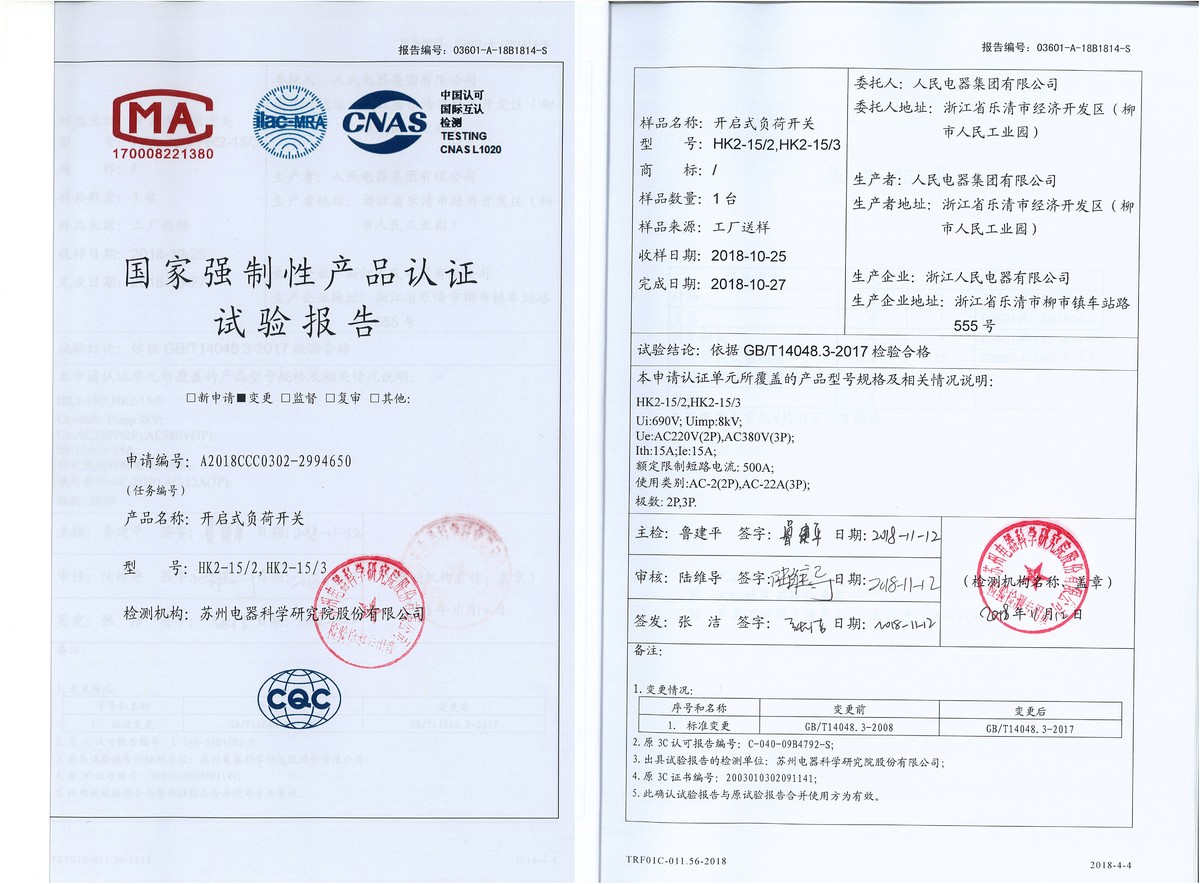 报告编号：03601-A-18B1814-S
MA
170008221380
ilac-MRA
CNAS
中国认可
国际互认
检测
TESTING
CNAS L1020
国家强制性产品认证
试验报告
□新申请■变更 □监督 □复审 □其他:
申请编号：A2018CCC0302-2994650
(任务编号)
产品名称：开启式负荷开关
型 号：HK2-15/2,HK2-15/3
检测机构：苏州电器科学研究院股份有限公司
CQC
报告编号：03601-A-18B1814-S
样品名称：开启式负荷开关
型 号：HK2-15/2,HK2-15/3
商 标：/
样品数量：1 台
样品来源：工厂送样
收样日期：2018-10-25
完成日期：2018-10-27
委托人：人民电器集团有限公司
委托人地址：浙江省乐清市经济开发区（柳
市人民工业园）
生产者：人民电器集团有限公司
生产者地址：浙江省乐清市经济开发区（柳
市人民工业园）
生产企业：浙江人民电器有限公司
生产企业地址：浙江省乐清市柳市镇车站路
555 号
试验结论：依据 GB/T14048.3-2017 检验合格
本申请认证单元所覆盖的产品型号规格及相关情况说明：
HK2-15/2,HK2-15/3
Ui:690V; Uimp:8kV;
Ue:AC220V(2P),AC380V(3P);
Ith:15A;Ie:15A;
额定限制短路电流: 500A;
使用类别:AC-2(2P),AC-22A(3P);
极数: 2P,3P.
主检：鲁建平 签字：鲁建平 日期：2018-11-12
审核：陆维导 签字： 日期：2018-11-12
签发：张 洁 签字：张洁 日期：2018-11-12
苏州电器科学研究院股份有限公司
（检测机构名称、盖章）
2018年11月12日
备注：
1.变更情况：
序号和名称 变更前 变更后
1. 标准变更 GB/T14048.3-2008 GB/T14048.3-2017
2.原 3C 认可报告编号：C-040-09B4792-S;
3.出具试验报告的检测单位：苏州电器科学研究院股份有限公司;
4.原 3C 证书编号：2003010302091141;
5.此确认试验报告与原试验报告合并使用方为有效。
TRF01C-011.56-2018
2018-4-4